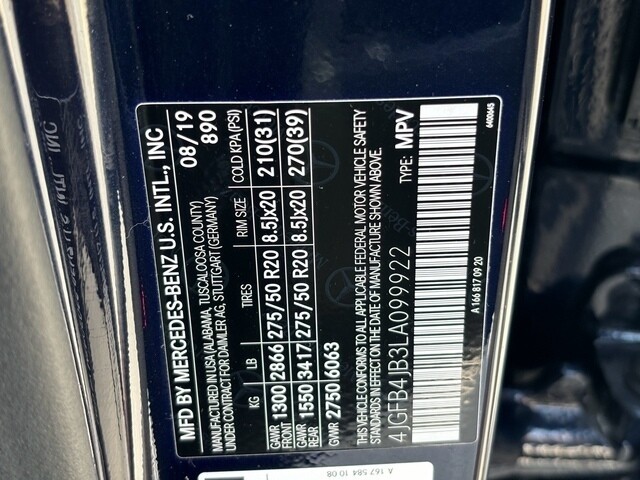 MFD BY MERCEDES-BENZ U.S. INTL., INC
MANUFACTURED IN USA (ALABAMA, TUSCALOOSA COUNTY) 08/19
UNDER CONTRACT FOR DAIMLER AG, STUTTGART (GERMANY) 890
KG LB TIRES RIM SIZE COLD KPA(PSI)
GAWR FRONT 1300 2866 275/50 R20 8.5Jx20 210(31)
GAWR REAR 1550 3417 275/50 R20 8.5Jx20 270(39)
GVWR 2750 6063
THIS VEHICLE CONFORMS TO ALL APPLICABLE FEDERAL MOTOR VEHICLE SAFETY
STANDARDS IN EFFECT ON THE DATE OF MANUFACTURE SHOWN ABOVE.
4JGFB4JB3LA099922 TYPE: MPV
A 166 817 09 20 6400645
A 167 584 10 08